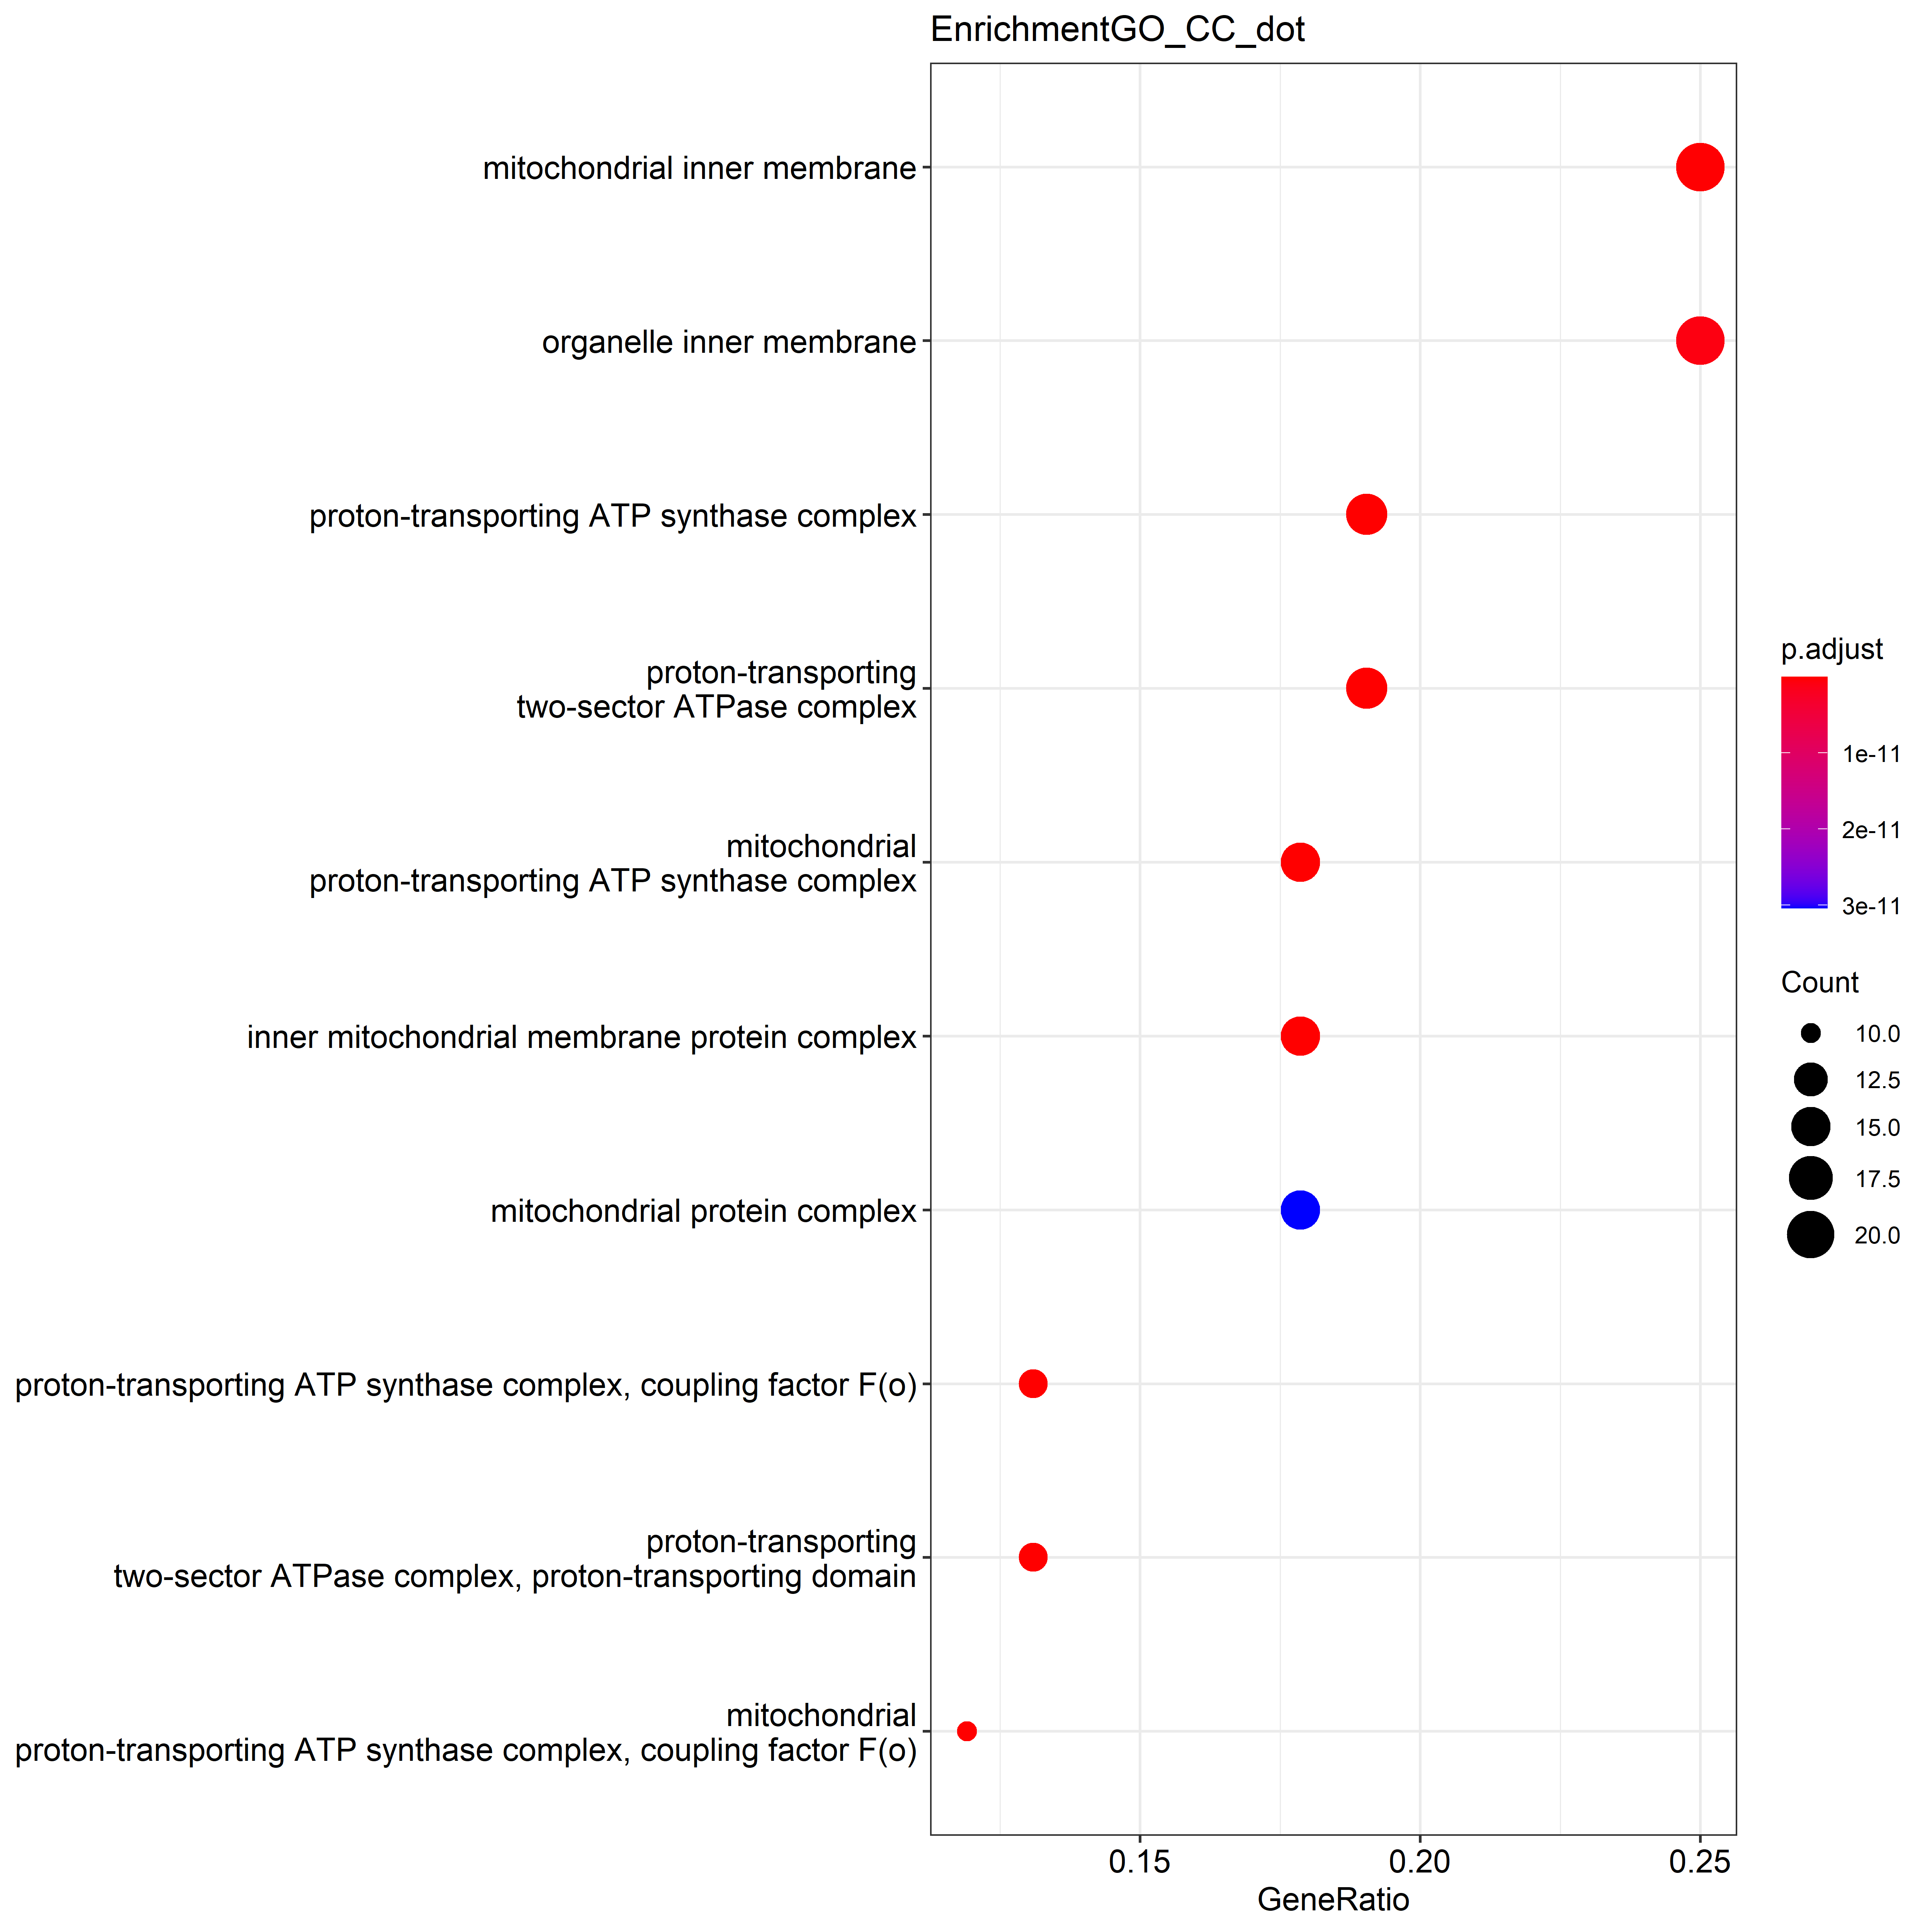 EnrichmentGO_CC_dot
mitochondrial inner membrane
organelle inner membrane
proton-transporting ATP synthase complex
proton-transporting
two-sector ATPase complex
mitochondrial
proton-transporting ATP synthase complex
inner mitochondrial membrane protein complex
mitochondrial protein complex
proton-transporting ATP synthase complex, coupling factor F(o)
proton-transporting
two-sector ATPase complex, proton-transporting domain
mitochondrial
proton-transporting ATP synthase complex, coupling factor F(o)
0.15
0.20
0.25
GeneRatio
p.adjust
1e-11
2e-11
3e-11
Count
10.0
12.5
15.0
17.5
20.0